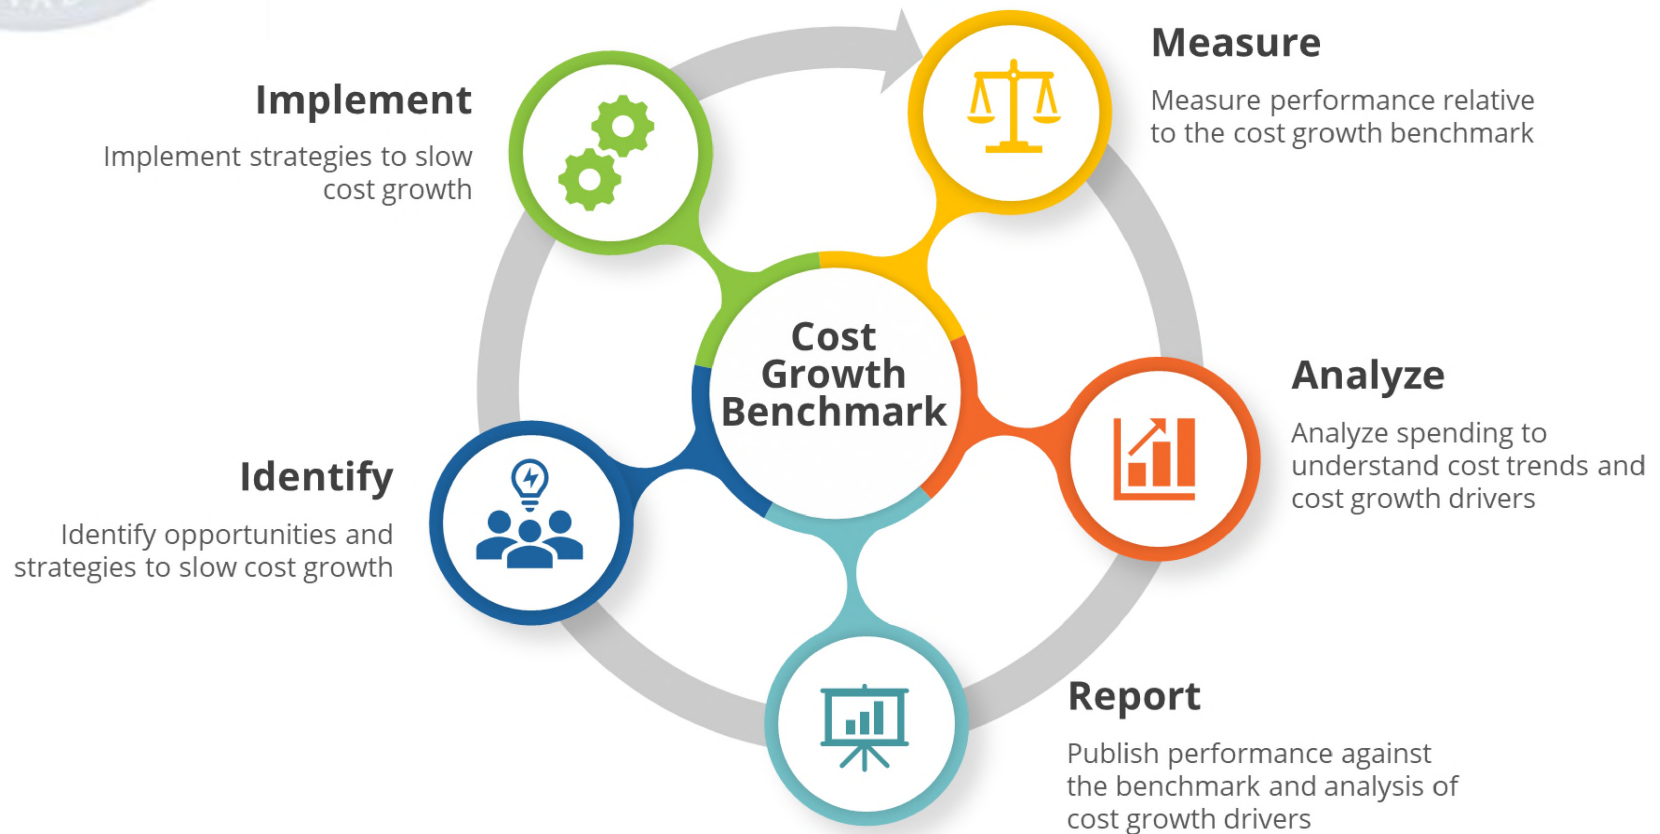 Measure
Measure performance relative
to the cost growth benchmark
Analyze
Analyze spending to
understand cost trends and
cost growth drivers
Report
Publish performance against
the benchmark and analysis of
cost growth drivers
Identify
Identify opportunities and
strategies to slow cost growth
Implement
Implement strategies to slow
cost growth
Cost
Growth
Benchmark